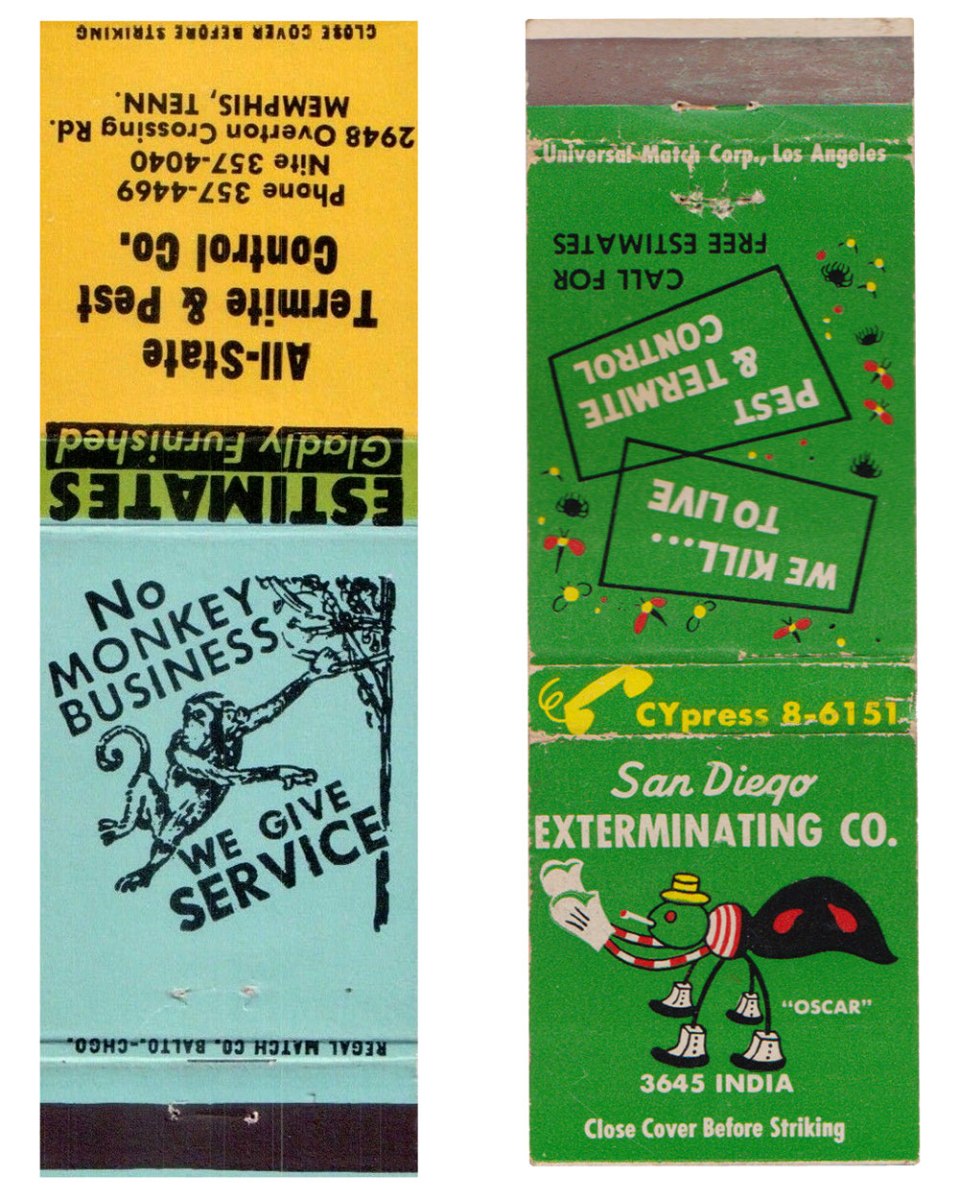 CLOSE COVER BEFORE STRIKING
All-State
Termite & Pest
Control Co.
Phone 357-4469
Nite 357-4040
2948 Overton Crossing Rd.
MEMPHIS, TENN.
ESTIMATES
Gladly Furnished
No
MONKEY
BUSINESS
WE GIVE
SERVICE
REGAL MATCH CO. BALTO.-CHGO.
Universal Match Corp., Los Angeles
WE KILL...
TO LIVE
PEST
& TERMITE
CONTROL
CALL FOR
FREE ESTIMATES
CYpress 8-6151
San Diego
EXTERMINATING CO.
"OSCAR"
3645 INDIA
Close Cover Before Striking